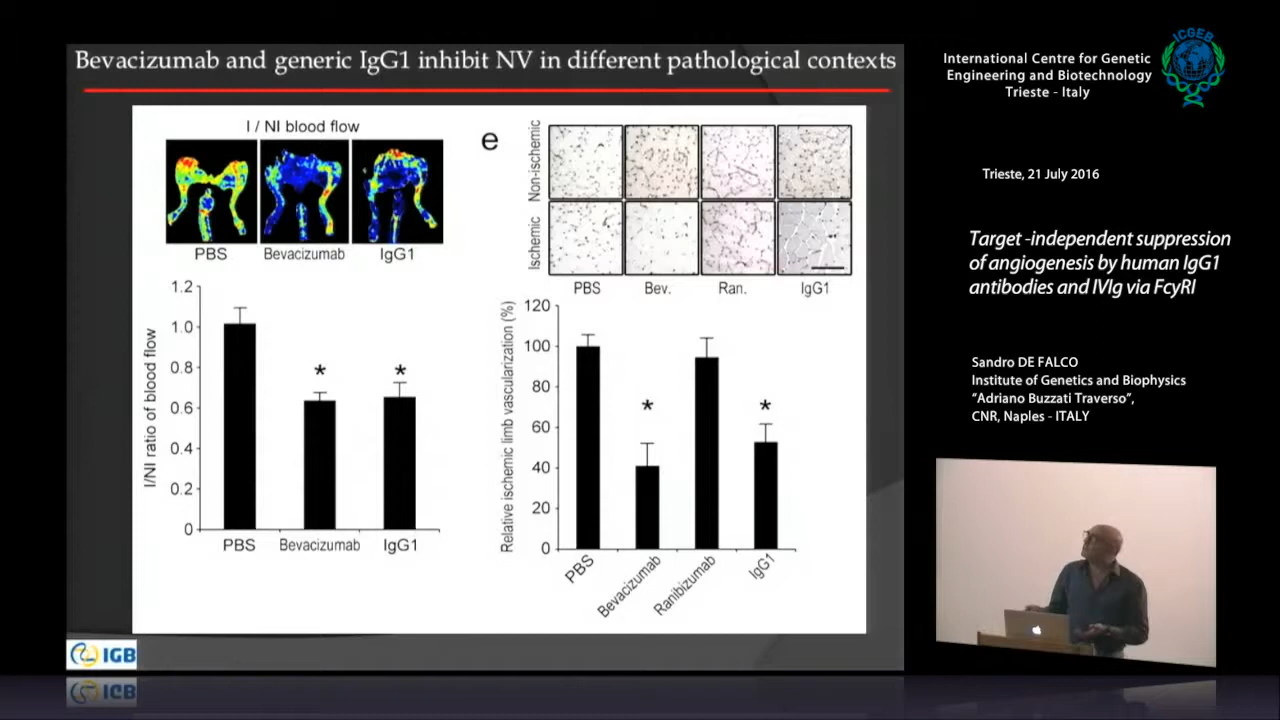 Bevacizumab and generic IgG1 inhibit NV in different pathological contexts
I / NI blood flow
PBS
Bevacizumab
IgG1
I/NI ratio of blood flow
1.2
1.0
0.8
0.6
0.4
0.2
0
*
*
PBS
Bevacizumab
IgG1
e
Non-ischemic
Ischemic
PBS
Bev.
Ran.
IgG1
Relative ischemic limb vascularization (%)
120
100
80
60
40
20
0
*
*
PBS
Bevacizumab
Ranibizumab
IgG1
IGB
ICGEB
International Centre for Genetic
Engineering and Biotechnology
Trieste - Italy
Trieste, 21 July 2016
Target -independent suppression
of angiogenesis by human IgG1
antibodies and IVIg via FcγRI
Sandro DE FALCO
Institute of Genetics and Biophysics
“Adriano Buzzati Traverso”,
CNR, Naples - ITALY